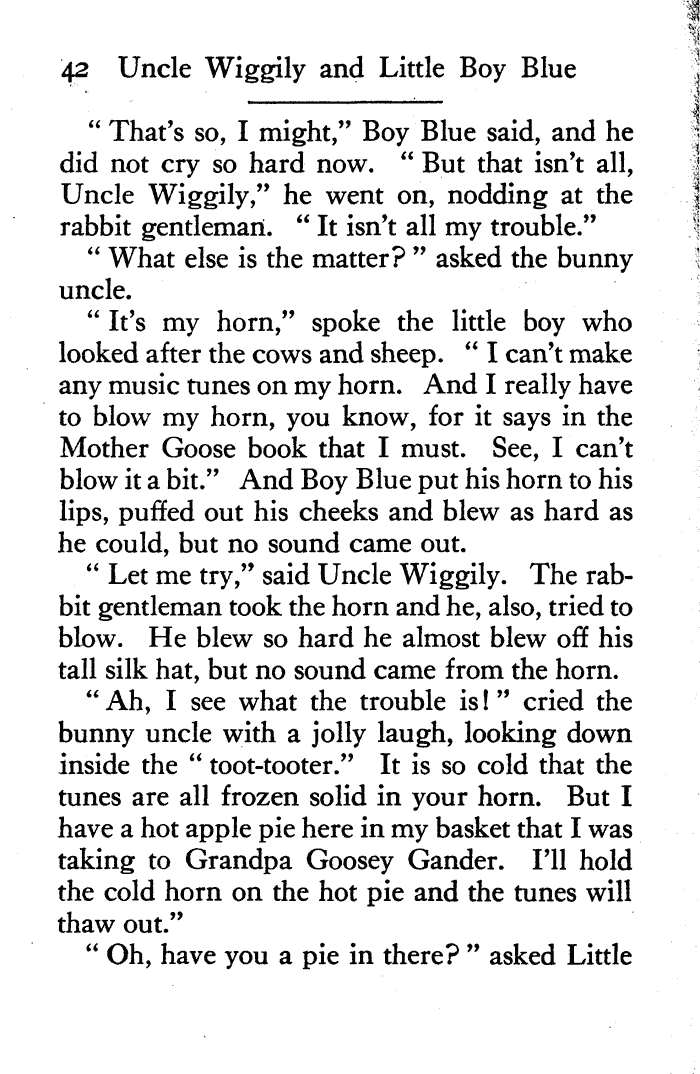 42 Uncle Wiggily and Little Boy Blue
“ That's so, I might,” Boy Blue said, and he
did not cry so hard now. “ But that isn't all,
Uncle Wiggily,” he went on, nodding at the
rabbit gentleman. “ It isn't all my trouble.”
“ What else is the matter? ” asked the bunny
uncle.
“ It's my horn,” spoke the little boy who
looked after the cows and sheep. “ I can't make
any music tunes on my horn. And I really have
to blow my horn, you know, for it says in the
Mother Goose book that I must. See, I can't
blow it a bit.” And Boy Blue put his horn to his
lips, puffed out his cheeks and blew as hard as
he could, but no sound came out.
“ Let me try,” said Uncle Wiggily. The rab-
bit gentleman took the horn and he, also, tried to
blow. He blew so hard he almost blew off his
tall silk hat, but no sound came from the horn.
“ Ah, I see what the trouble is! ” cried the
bunny uncle with a jolly laugh, looking down
inside the “ toot-tooter.” It is so cold that the
tunes are all frozen solid in your horn. But I
have a hot apple pie here in my basket that I was
taking to Grandpa Goosey Gander. I'll hold
the cold horn on the hot pie and the tunes will
thaw out.”
“ Oh, have you a pie in there? ” asked Little